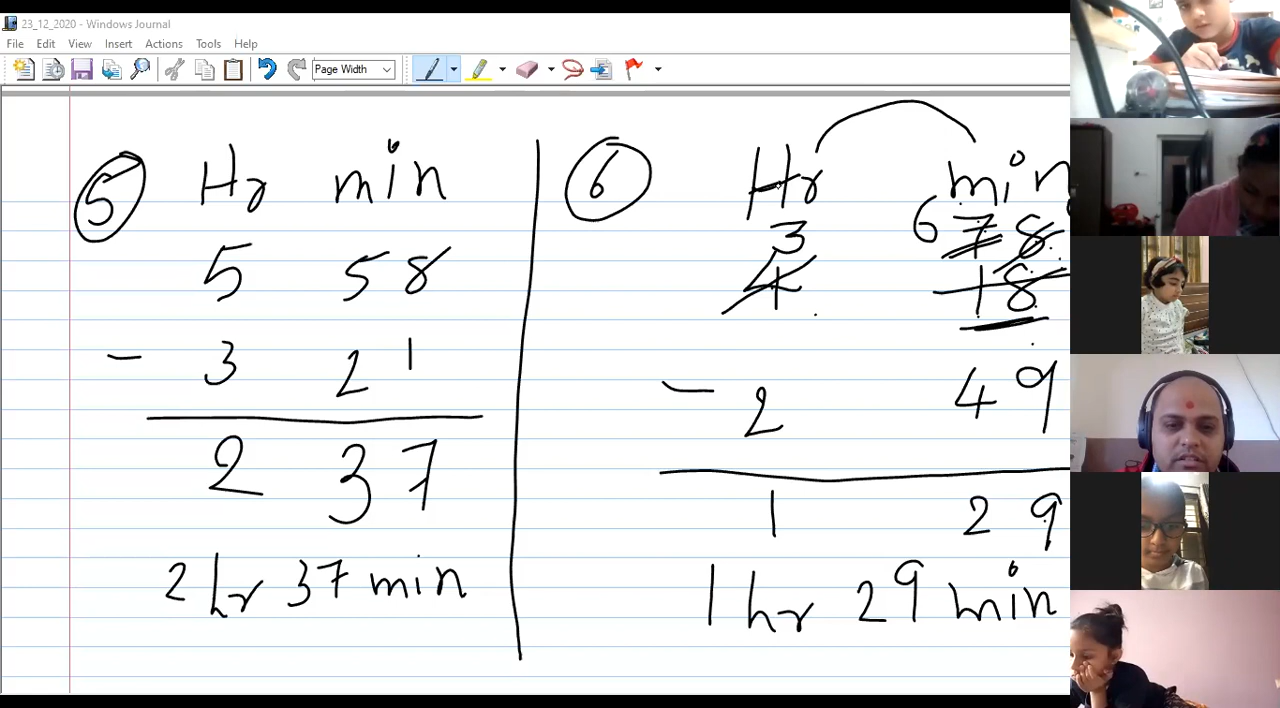 23_12_2020 - Windows Journal
File Edit View Insert Actions Tools Help
Page Width
5
Hr min
5 58
- 3 21
2 37
2 hr 37 min
6
Hr min
3 6 7 8
4 18
- 2 49
1 29
1 hr 29 min